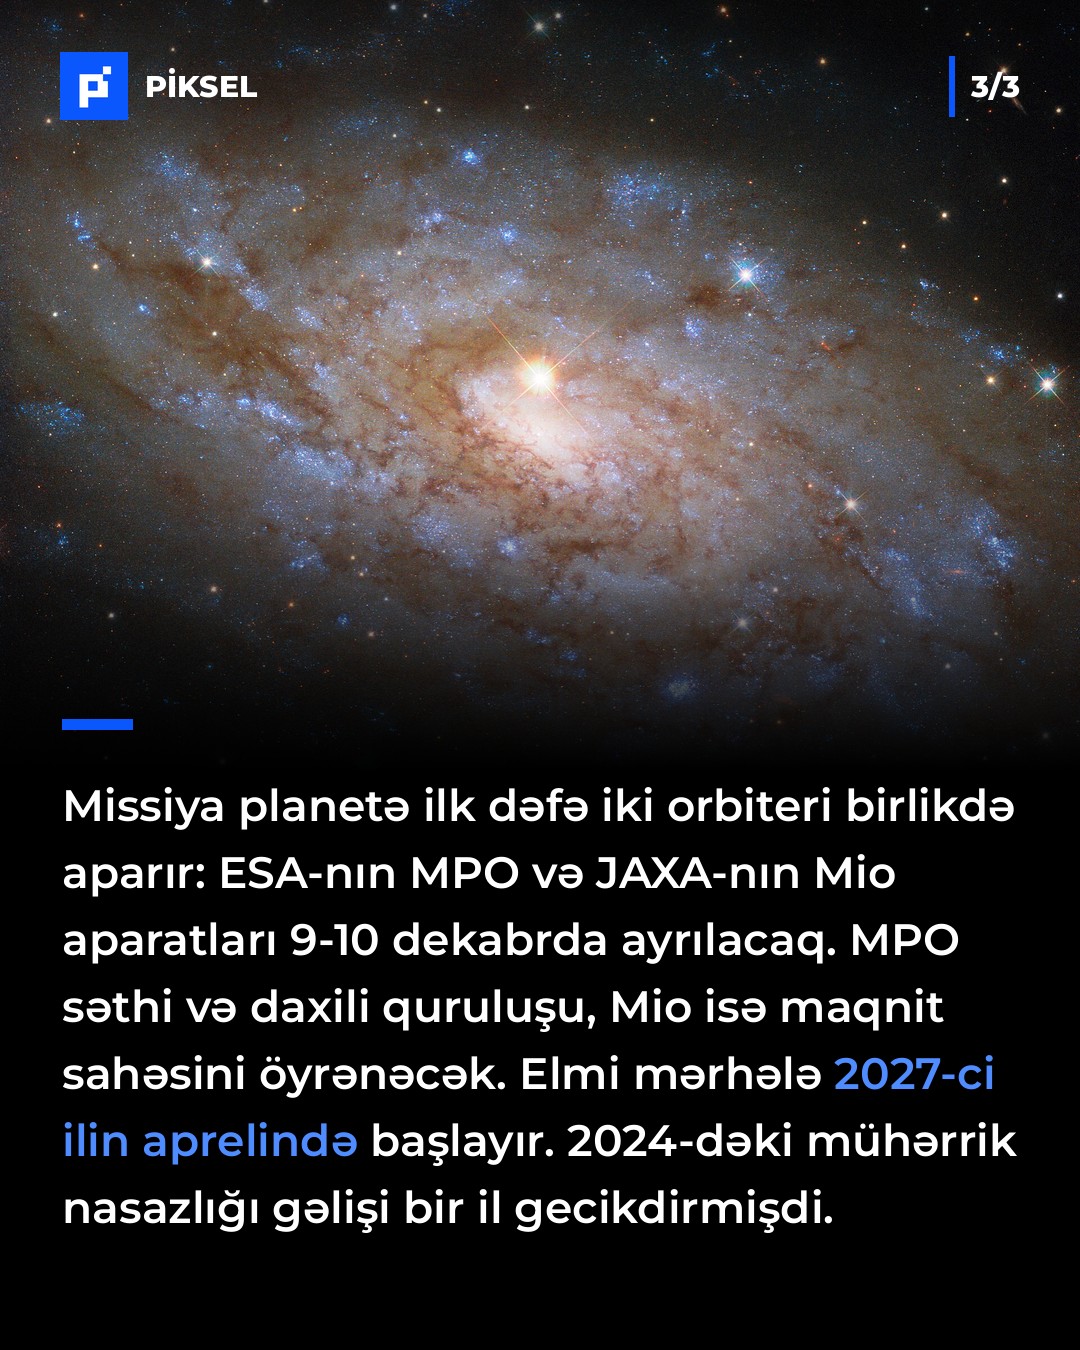 PİKSEL
3/3
Missiya planetə ilk dəfə iki orbiteri birlikdə
aparır: ESA-nın MPO və JAXA-nın Mio
aparatları 9-10 dekabrda ayrılacaq. MPO
səthi və daxili quruluşu, Mio isə maqnit
sahəsini öyrənəcək. Elmi mərhələ 2027-ci
ilin aprelində başlayır. 2024-dəki mühərrik
nasazlığı gəlişi bir il gecikdirmişdi.